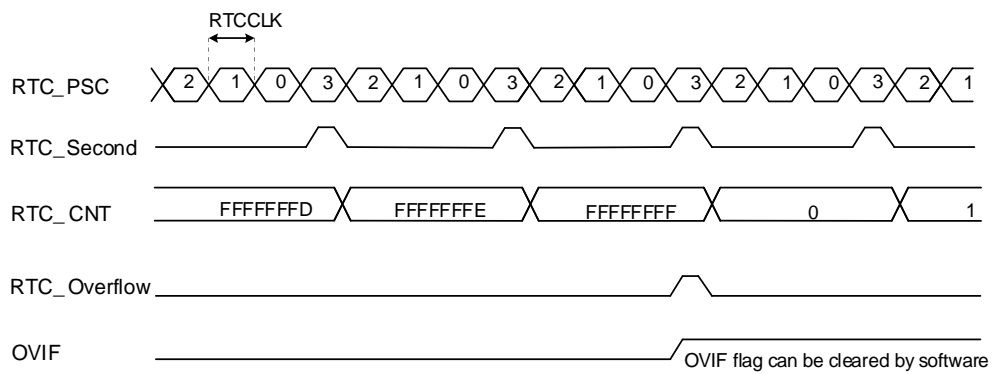 RTCCLK
RTC_PSC 2 1 0 3 2 1 0 3 2 1 0 3 2 1 0 3 2 1
RTC_Second
RTC_CNT FFFFFFFD FFFFFFFE FFFFFFFF 0 1
RTC_Overflow
OVIF OVIF flag can be cleared by software